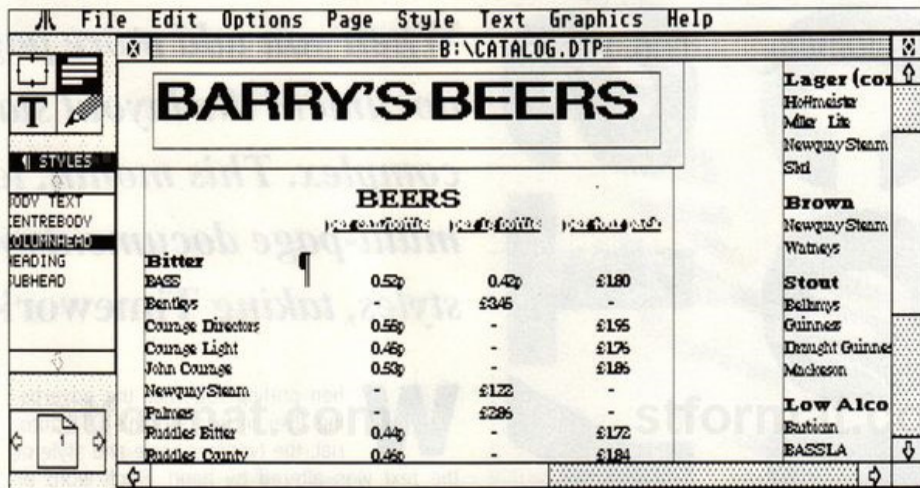 File Edit Options Page Style Text Graphics Help
B:\CATALOG.DTP
STYLES
BODY TEXT
CENTREBODY
COLUMNHEAD
HEADING
SUBHEAD
1
BARRY'S BEERS
BEERS
Bitter
BASS 0.52p 0.42p £1.80
Bentleys £3.45
Courage Directors 0.56p - £1.95
Courage Light 0.46p - £1.76
John Courage 0.53p - £1.86
Newquay Steam - £1.22 -
Palmers £2.86
Ruddles Bitter 0.44p - £1.72
Ruddles County 0.46p - £1.84
Lager (con
Hoffmeister
Miller Lite
Newquay Steam
Skol
Brown
Newquay Steam
Watneys
Stout
Guinness
Draught Guinnes
Mackeson
Low Alco
Barbican
BASS LA